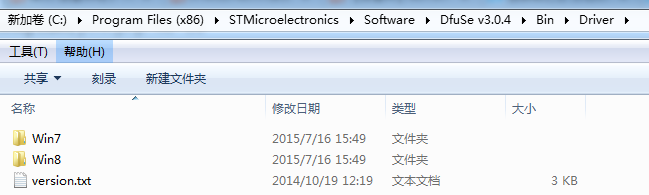 新加卷 (C:) ▸ Program Files (x86) ▸ STMicroelectronics ▸ Software ▸ DfuSe v3.0.4 ▸ Bin ▸ Driver ▸
工具(T) 帮助(H)
共享 刻录 新建文件夹
名称 修改日期 类型 大小
Win7 2015/7/16 15:49 文件夹
Win8 2015/7/16 15:49 文件夹
version.txt 2014/10/19 12:19 文本文档 3 KB